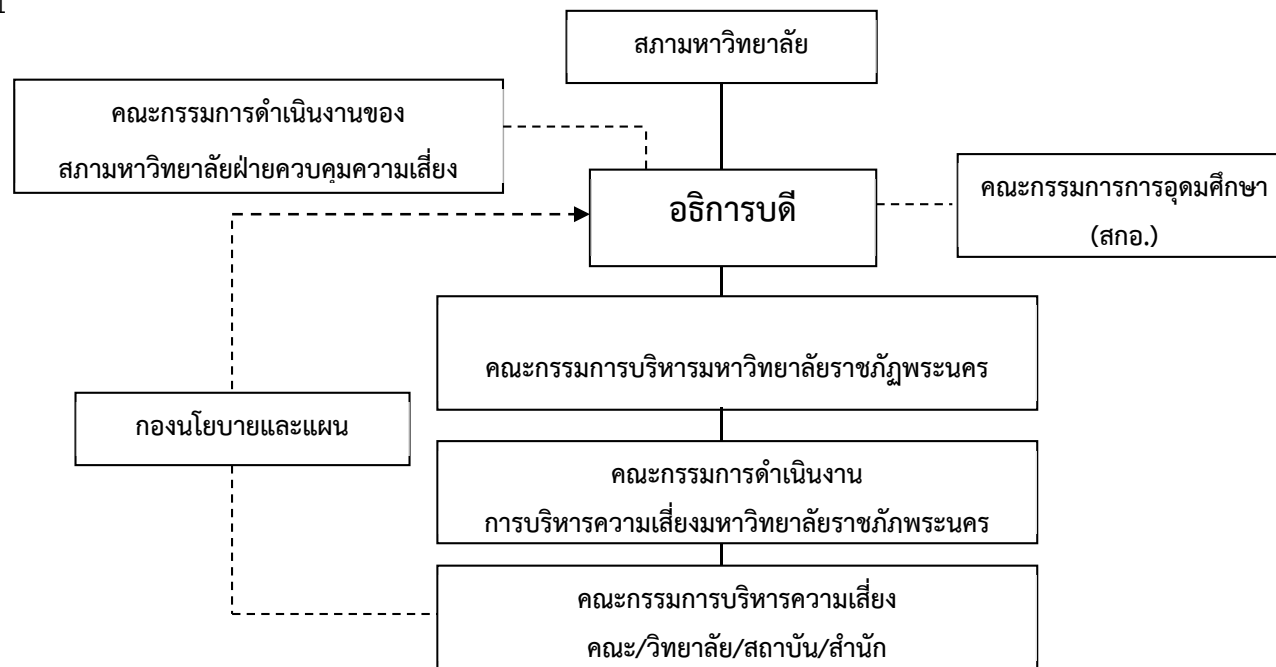 สภามหาวิทยาลัย
คณะกรรมการดำเนินงานของ
สภามหาวิทยาลัยฝ่ายควบคุมความเสี่ยง
อธิการบดี
คณะกรรมการการอุดมศึกษา
(สกอ.)
คณะกรรมการบริหารมหาวิทยาลัยราชภัฏพระนคร
กองนโยบายและแผน
คณะกรรมการดำเนินงาน
การบริหารความเสี่ยงมหาวิทยาลัยราชภัภพระนคร
คณะกรรมการบริหารความเสี่ยง
คณะ/วิทยาลัย/สถาบัน/สำนัก